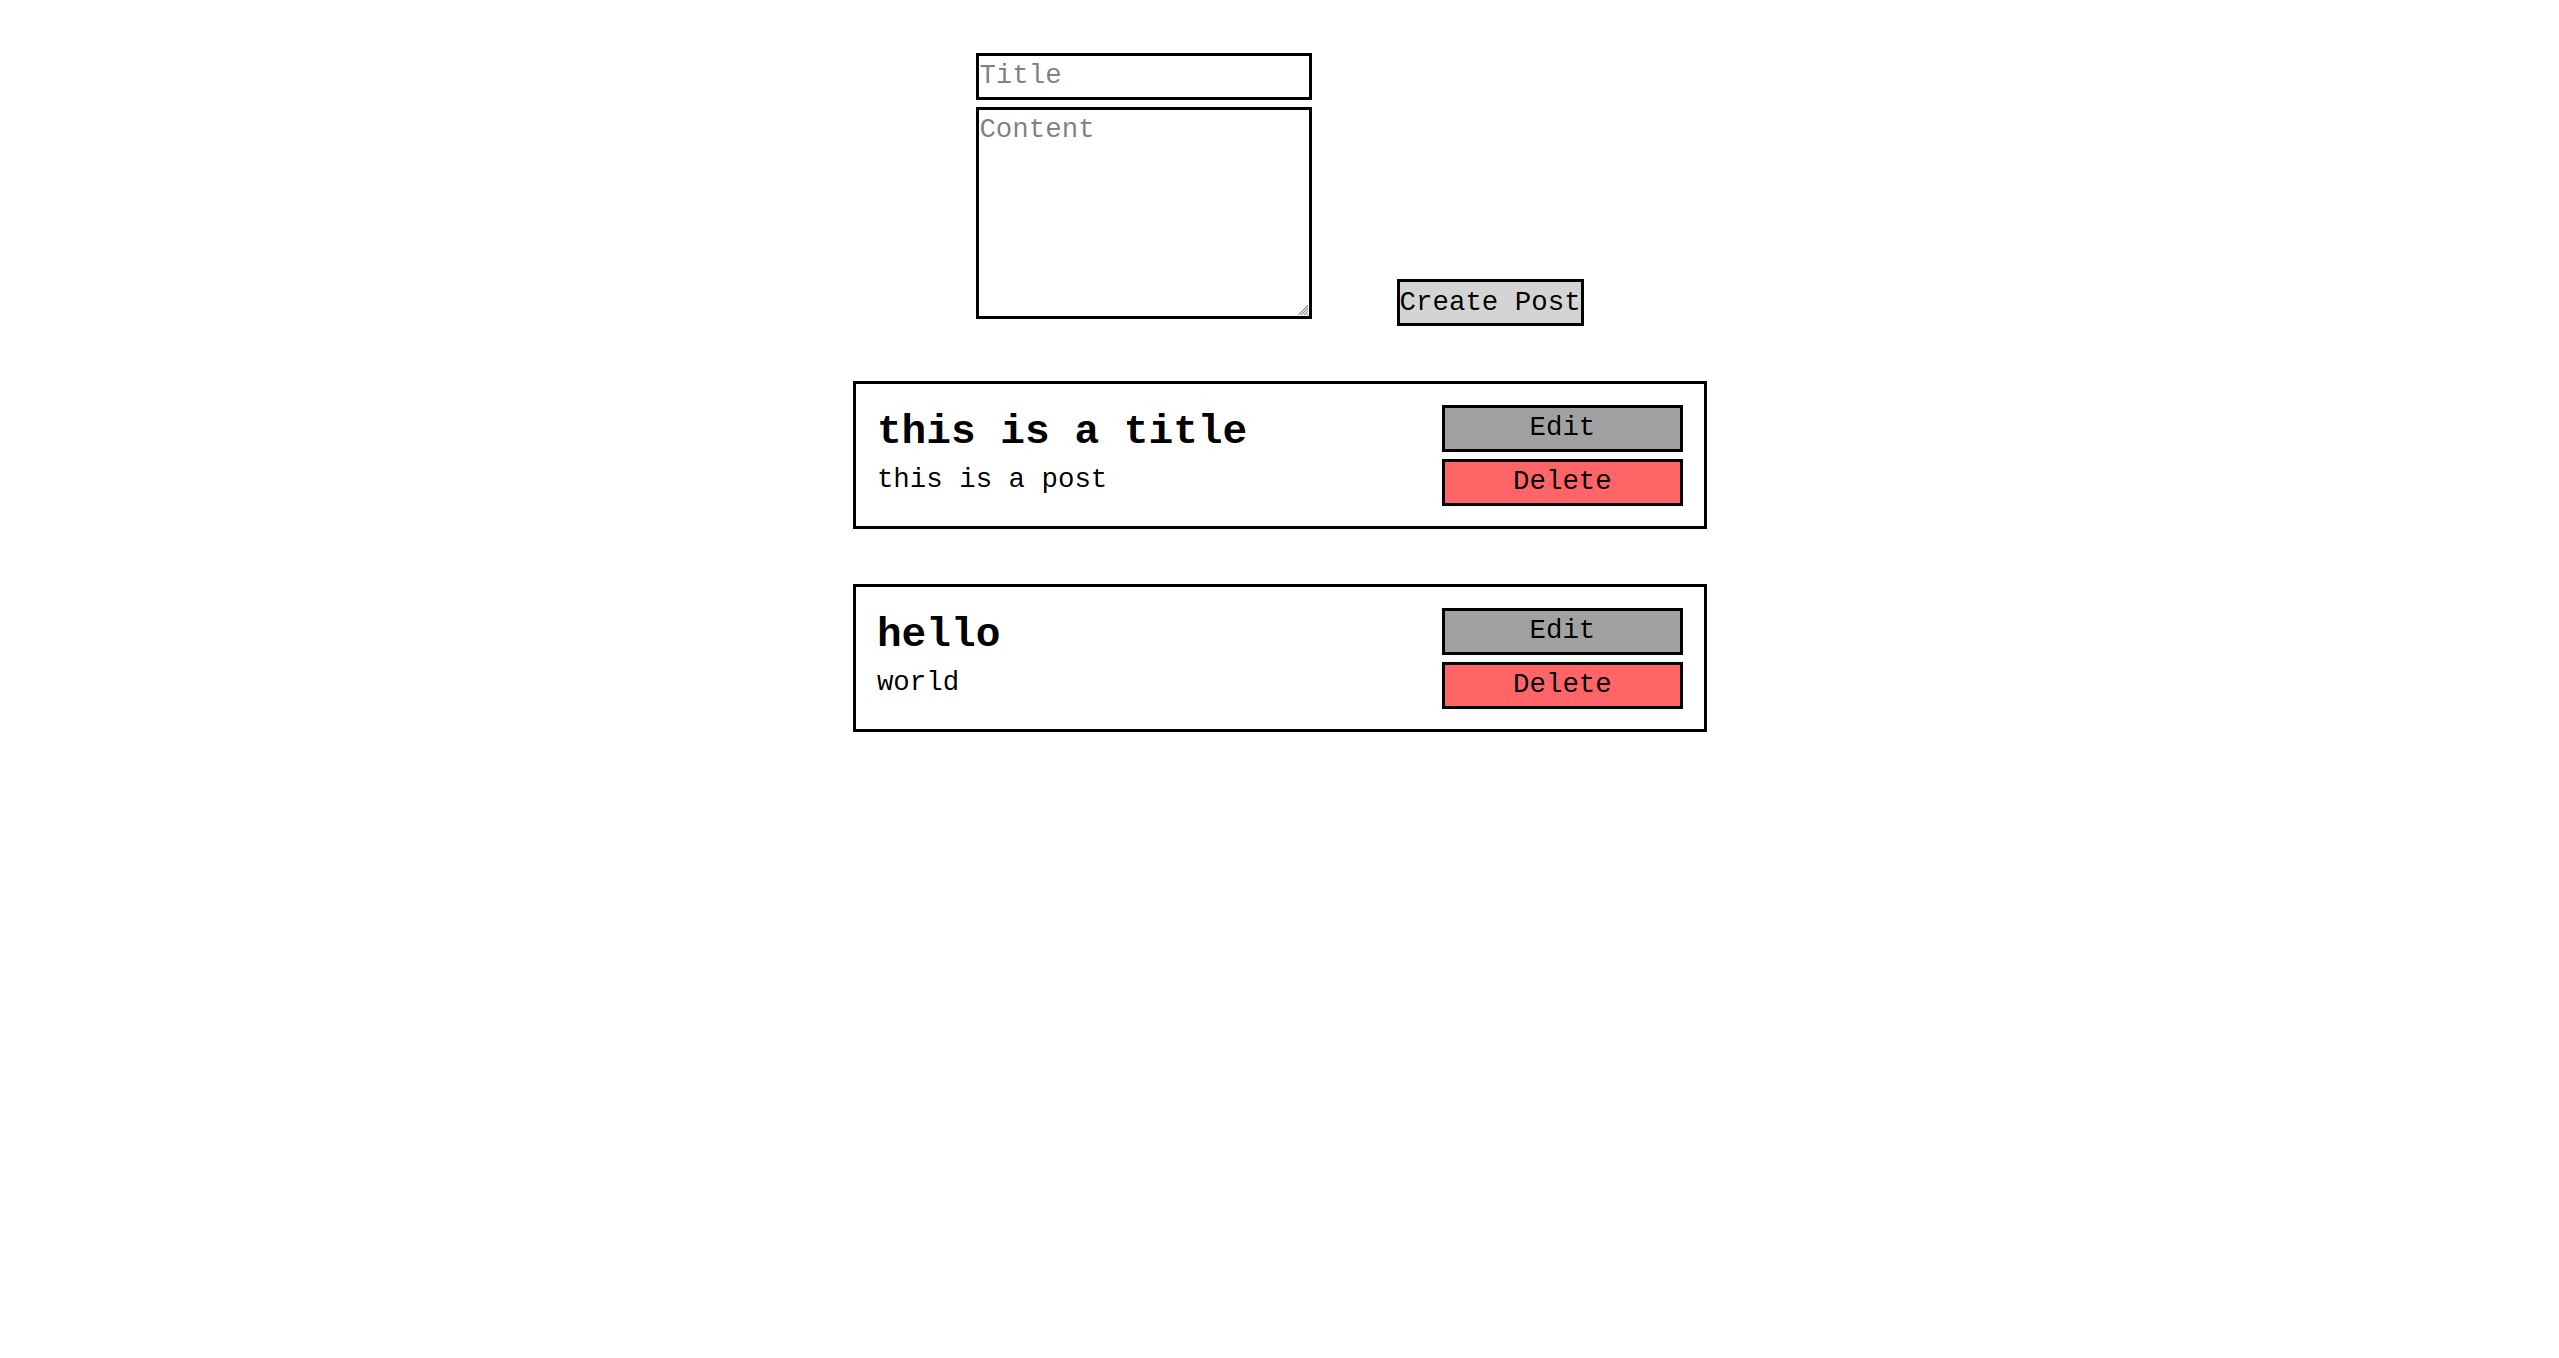 Title
Content
Create Post
this is a title
this is a post
Edit
Delete
hello
world
Edit
Delete